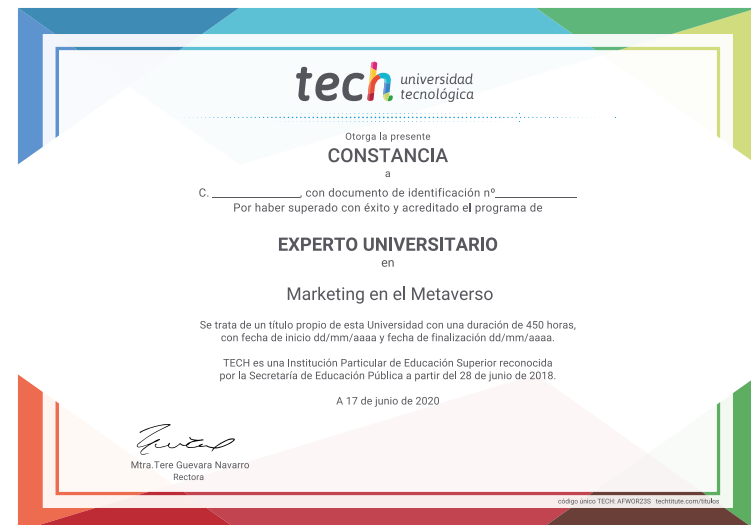 tech universidad
tecnológica
Otorga la presente
CONSTANCIA
a
C. ______________, con documento de identificación nº______________
Por haber superado con éxito y acreditado el programa de
EXPERTO UNIVERSITARIO
en
Marketing en el Metaverso
Se trata de un título propio de esta Universidad con una duración de 450 horas,
con fecha de inicio dd/mm/aaaa y fecha de finalización dd/mm/aaaa.
TECH es una Institución Particular de Educación Superior reconocida
por la Secretaría de Educación Pública a partir del 28 de junio de 2018.
A 17 de junio de 2020
Mtra.Tere Guevara Navarro
Rectora
código único TECH: AFWOR23S techtitute.com/titulos